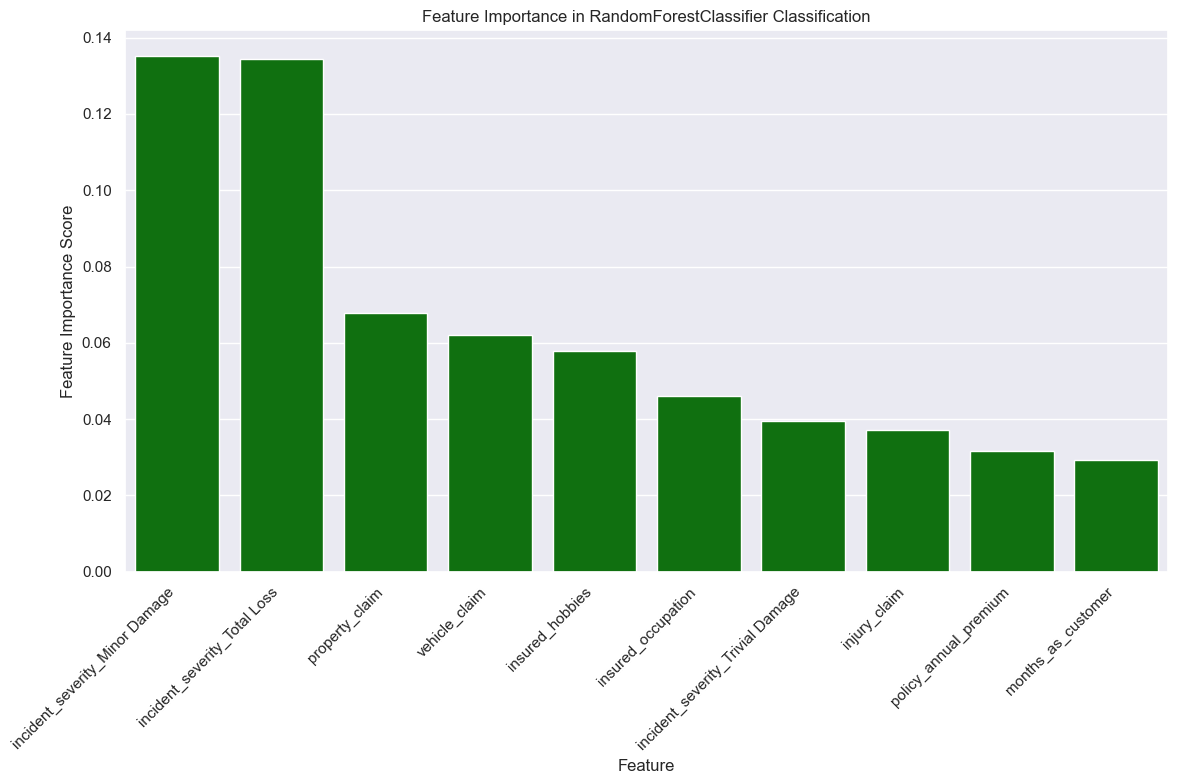 Feature Importance in RandomForestClassifier Classification
0.14
0.12
0.10
0.08
0.06
0.04
0.02
0.00
Feature Importance Score
incident_severity_Minor Damage
incident_severity_Total Loss
property_claim
vehicle_claim
insured_hobbies
insured_occupation
incident_severity_Trivial Damage
injury_claim
policy_annual_premium
months_as_customer
Feature